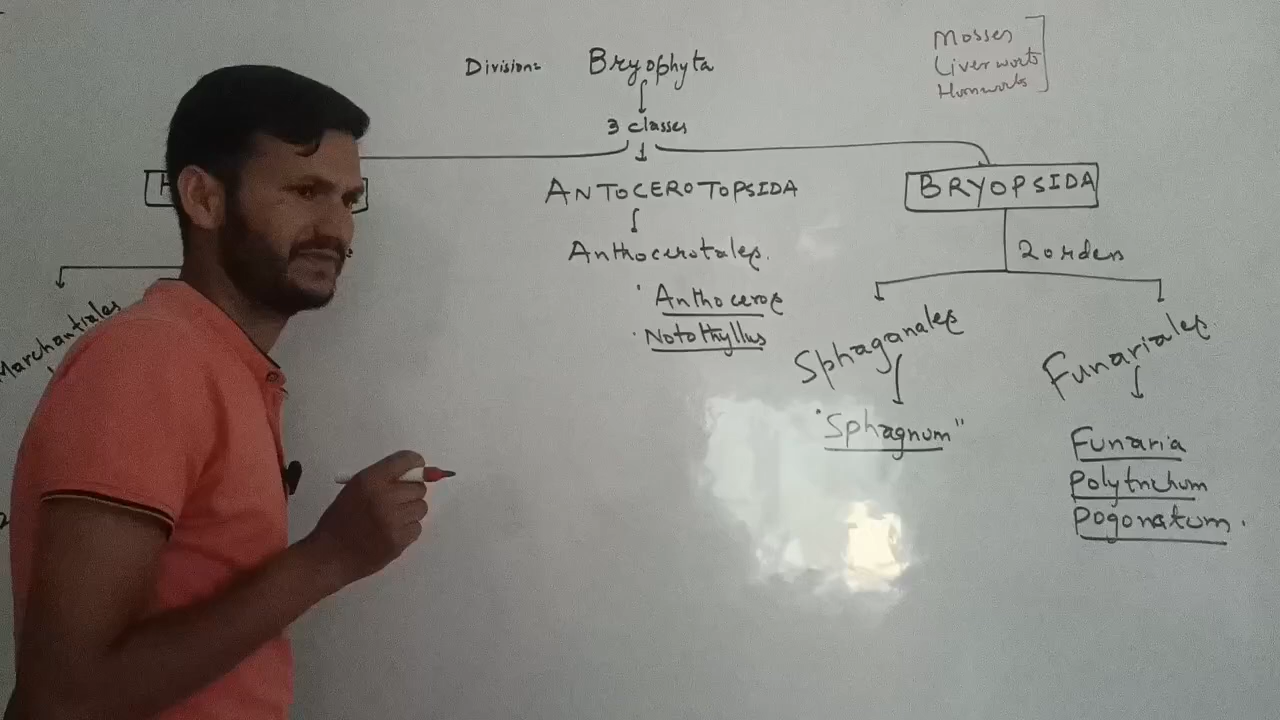 Division:
Bryophyta
Mosses
Liverworts
Hornworts
3 classes
ANTOCEROTOPSIDA
BRYOPSIDA
Anthocerotales.
2 orders
Anthoceros
Notothyllus
Marchantiales
Sphaganales
Funariales
"Sphagnum"
Funaria
Polytrichum
Pogonatum.
2